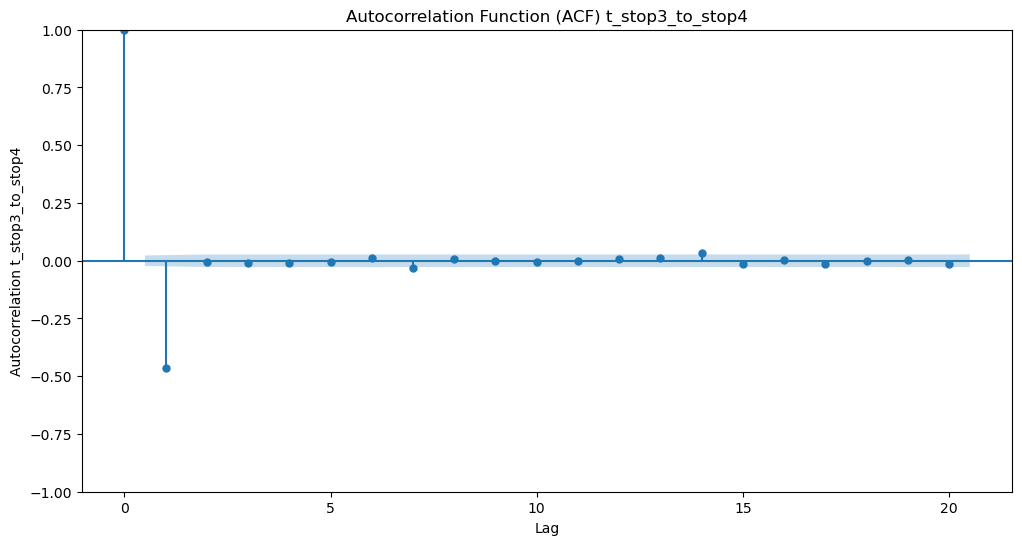 Autocorrelation Function (ACF) t_stop3_to_stop4
1.00
0.75
0.50
0.25
0.00
−0.25
−0.50
−0.75
−1.00
Autocorrelation t_stop3_to_stop4
0 5 10 15 20
Lag